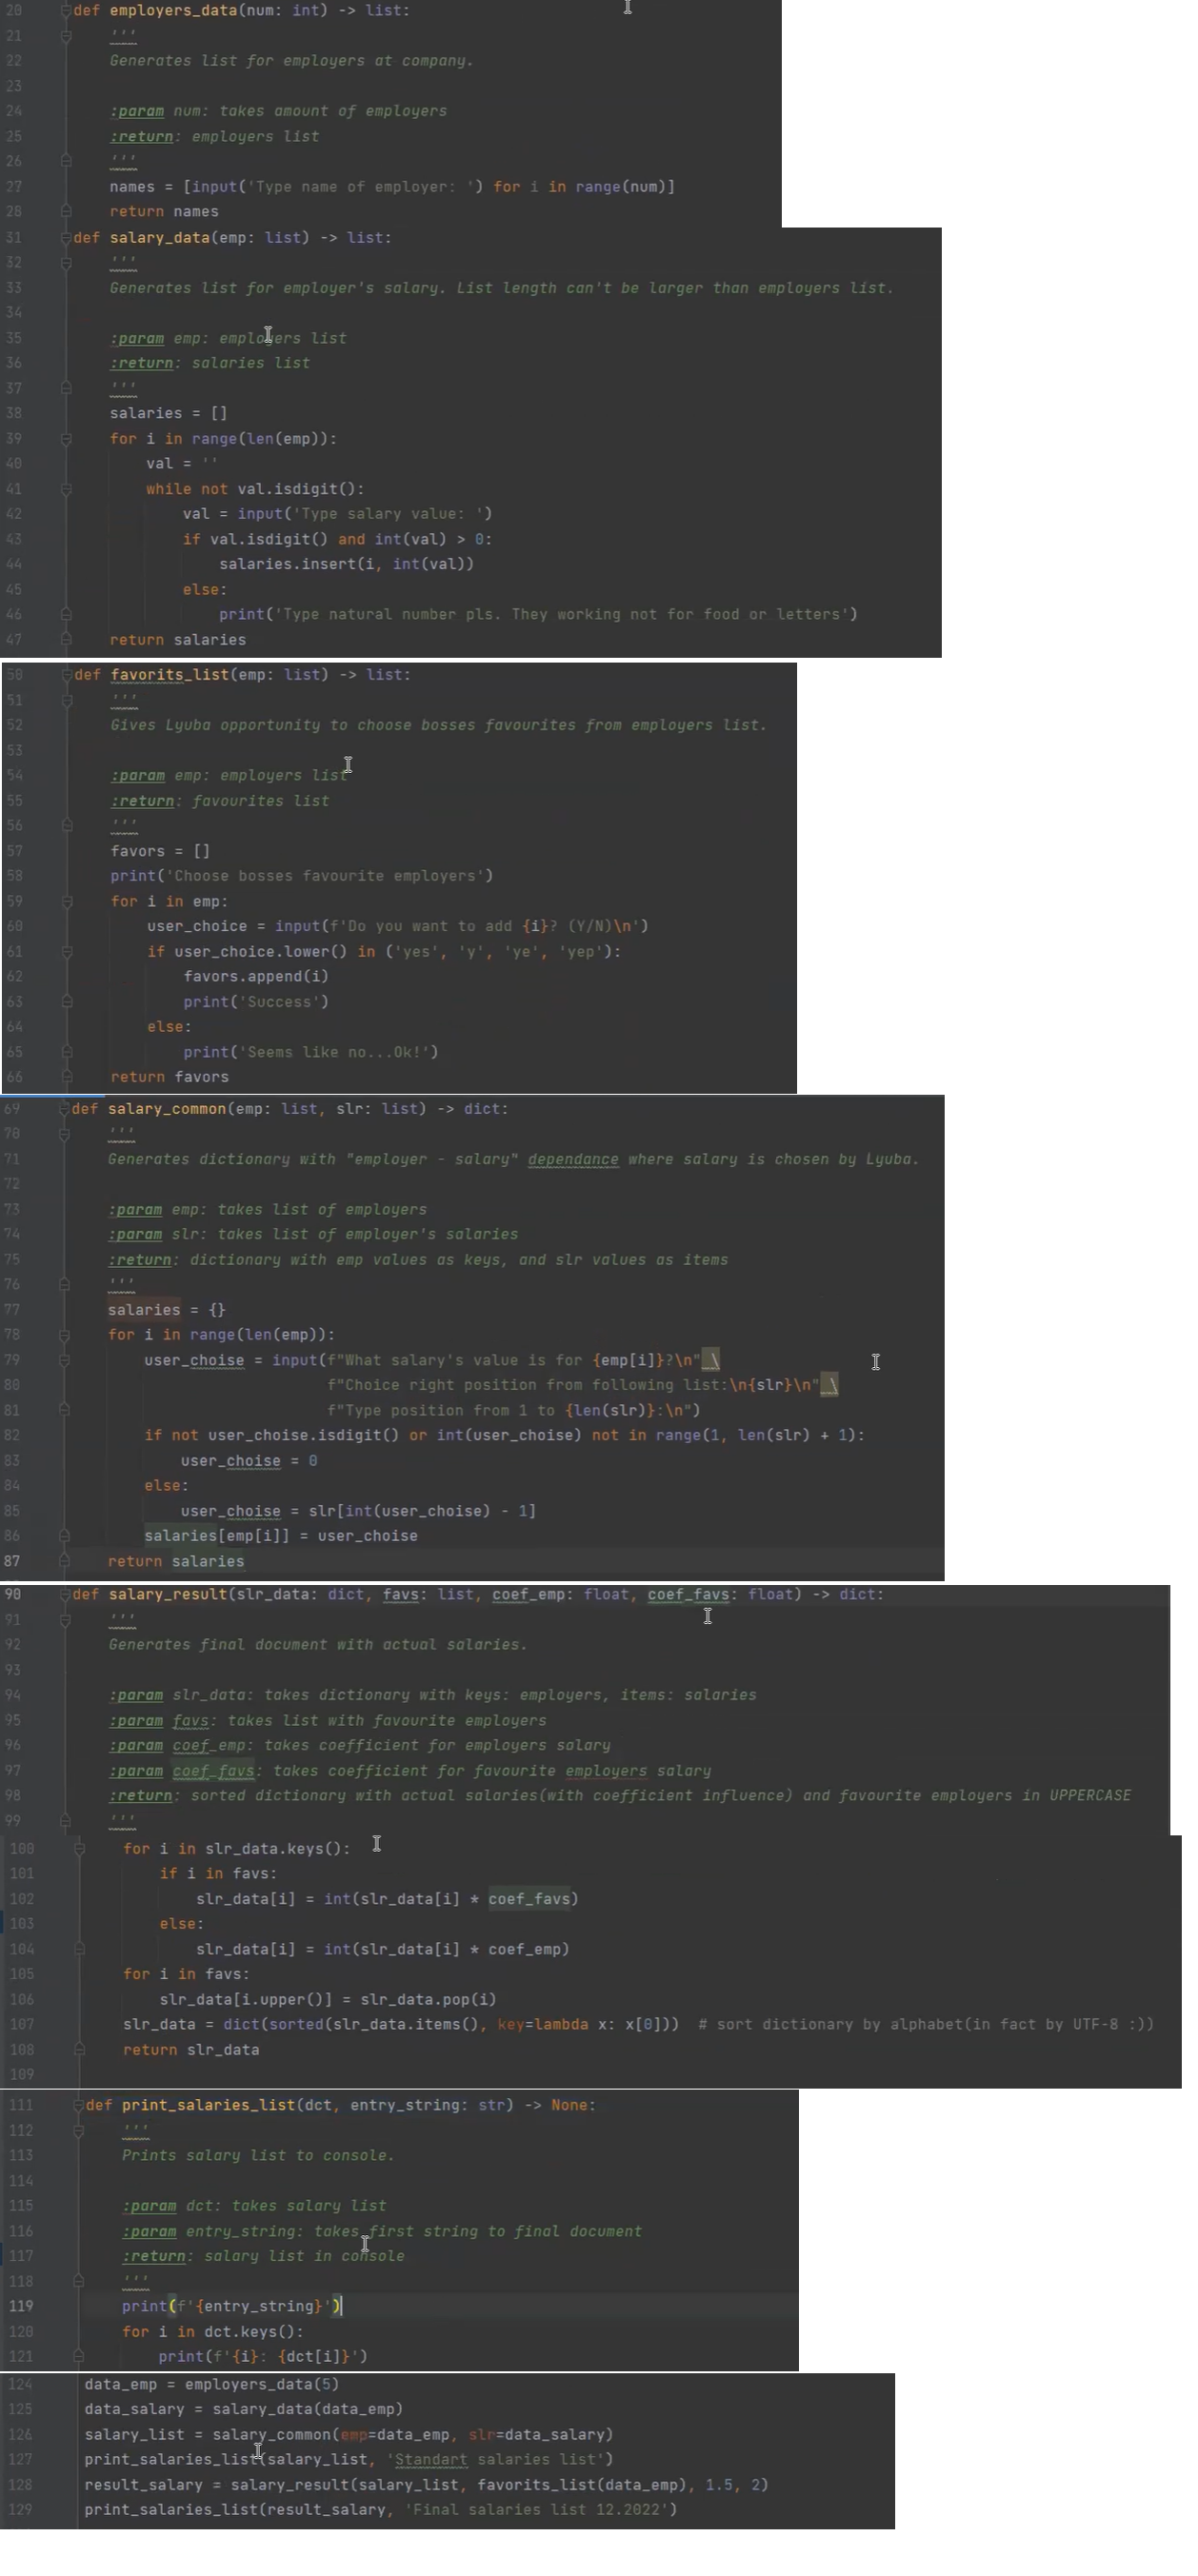 20 def employers_data(num: int) -> list:
21     '''
22     Generates list for employers at company.
23
24     :param num: takes amount of employers
25     :return: employers list
26     '''
27     names = [input('Type name of employer: ') for i in range(num)]
28     return names
31 def salary_data(emp: list) -> list:
32     '''
33     Generates list for employer's salary. List length can't be larger than employers list.
34
35     :param emp: employers list
36     :return: salaries list
37     '''
38     salaries = []
39     for i in range(len(emp)):
40         val = ''
41         while not val.isdigit():
42             val = input('Type salary value: ')
43             if val.isdigit() and int(val) > 0:
44                 salaries.insert(i, int(val))
45             else:
46                 print('Type natural number pls. They working not for food or letters')
47     return salaries
50 def favorits_list(emp: list) -> list:
51     '''
52     Gives Lyuba opportunity to choose bosses favourites from employers list.
53
54     :param emp: employers list
55     :return: favourites list
56     '''
57     favors = []
58     print('Choose bosses favourite employers')
59     for i in emp:
60         user_choice = input(f'Do you want to add {i}? (Y/N)\n')
61         if user_choice.lower() in ('yes', 'y', 'ye', 'yep'):
62             favors.append(i)
63             print('Success')
64         else:
65             print('Seems like no...Ok!')
66     return favors
69 def salary_common(emp: list, slr: list) -> dict:
70     '''
71     Generates dictionary with "employer - salary" dependance where salary is chosen by Lyuba.
72
73     :param emp: takes list of employers
74     :param slr: takes list of employer's salaries
75     :return: dictionary with emp values as keys, and slr values as items
76     '''
77     salaries = {}
78     for i in range(len(emp)):
79         user_choise = input(f"What salary's value is for {emp[i]}?\n" \
80                             f"Choice right position from following list:\n{slr}\n" \
81                             f"Type position from 1 to {len(slr)}:\n")
82         if not user_choise.isdigit() or int(user_choise) not in range(1, len(slr) + 1):
83             user_choise = 0
84         else:
85             user_choise = slr[int(user_choise) - 1]
86         salaries[emp[i]] = user_choise
87     return salaries
90 def salary_result(slr_data: dict, favs: list, coef_emp: float, coef_favs: float) -> dict:
91     '''
92     Generates final document with actual salaries.
93
94     :param slr_data: takes dictionary with keys: employers, items: salaries
95     :param favs: takes list with favourite employers
96     :param coef_emp: takes coefficient for employers salary
97     :param coef_favs: takes coefficient for favourite employers salary
98     :return: sorted dictionary with actual salaries(with coefficient influence) and favourite employers in UPPERCASE
99     '''
100     for i in slr_data.keys():
101         if i in favs:
102             slr_data[i] = int(slr_data[i] * coef_favs)
103         else:
104             slr_data[i] = int(slr_data[i] * coef_emp)
105     for i in favs:
106         slr_data[i.upper()] = slr_data.pop(i)
107     slr_data = dict(sorted(slr_data.items(), key=lambda x: x[0]))  # sort dictionary by alphabet(in fact by UTF-8 :))
108     return slr_data
109
111 def print_salaries_list(dct, entry_string: str) -> None:
112     '''
113     Prints salary list to console.
114
115     :param dct: takes salary list
116     :param entry_string: takes first string to final document
117     :return: salary list in console
118     '''
119     print(f'{entry_string}')
120     for i in dct.keys():
121         print(f'{i}: {dct[i]}')
124 data_emp = employers_data(5)
125 data_salary = salary_data(data_emp)
126 salary_list = salary_common(emp=data_emp, slr=data_salary)
127 print_salaries_list(salary_list, 'Standart salaries list')
128 result_salary = salary_result(salary_list, favorits_list(data_emp), 1.5, 2)
129 print_salaries_list(result_salary, 'Final salaries list 12.2022')